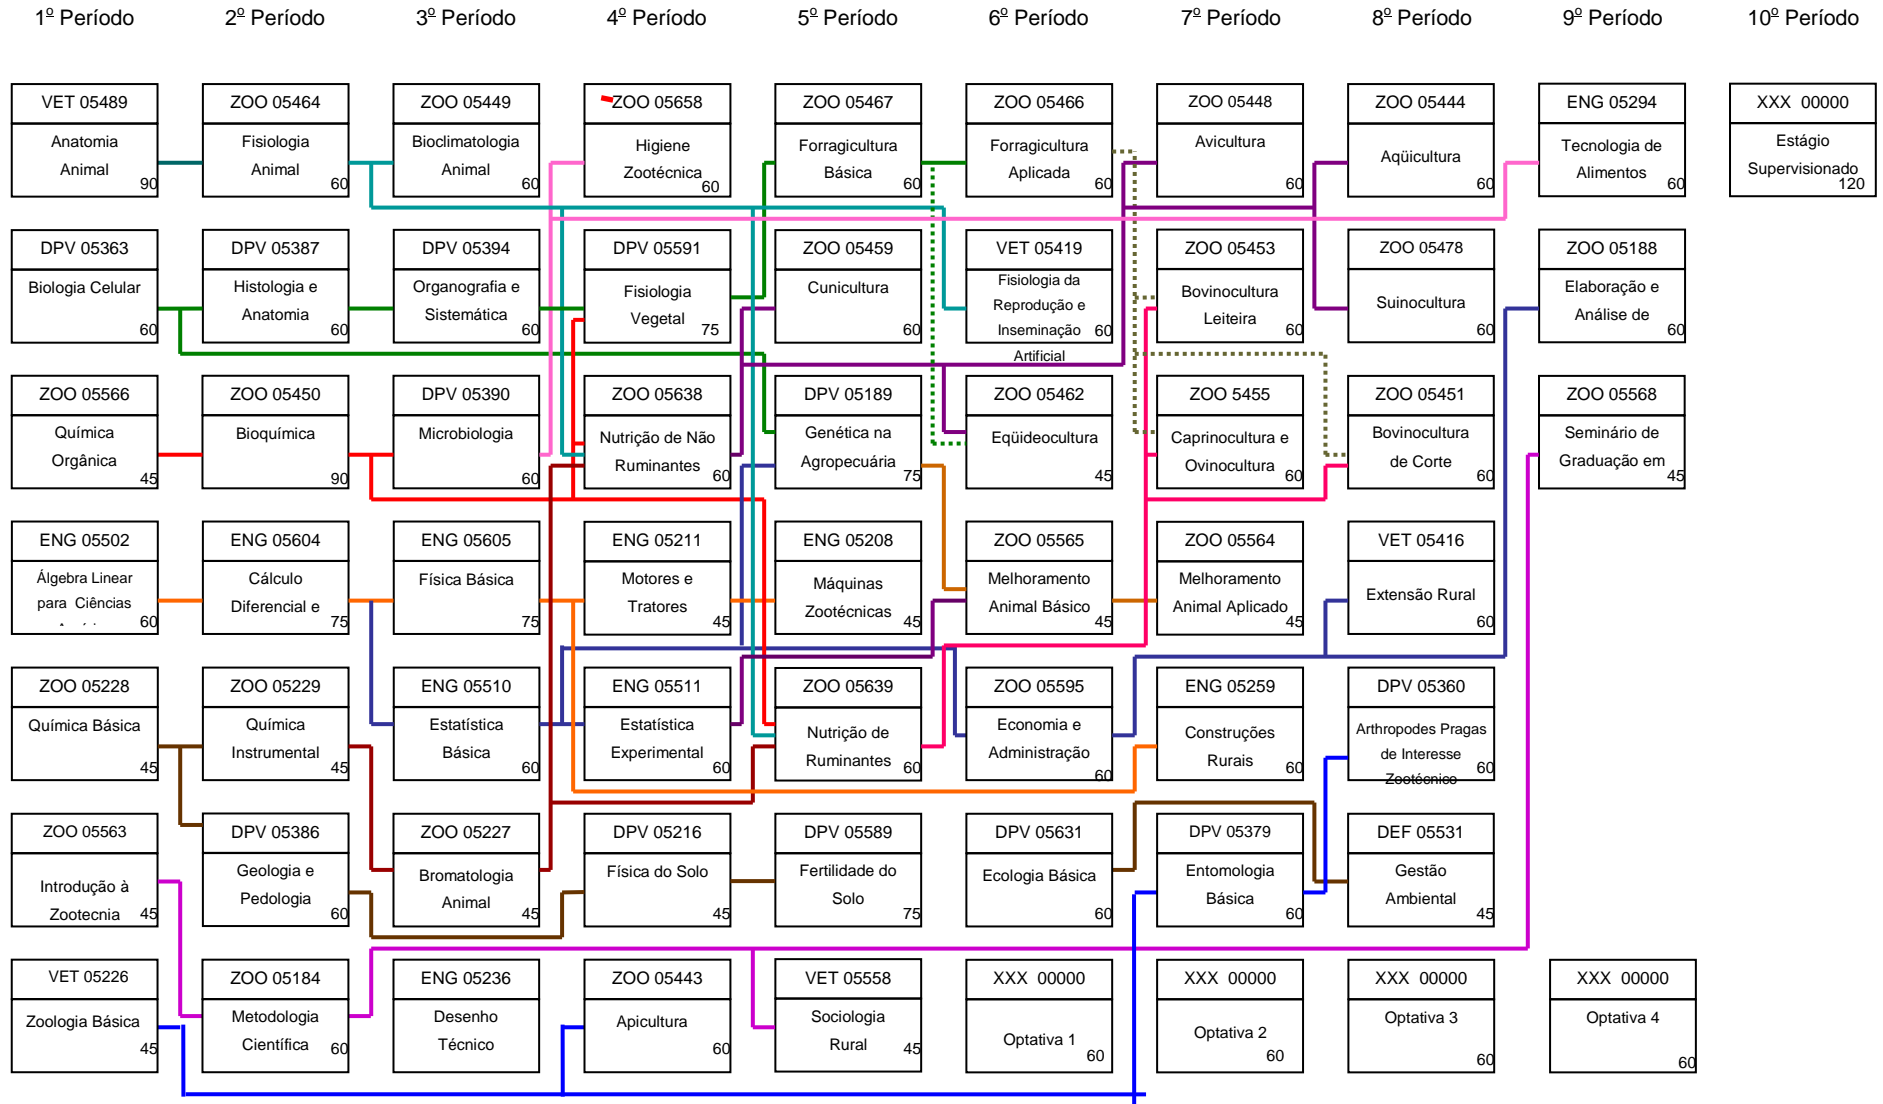 1º Período 2º Período 3º Período 4º Período 5º Período 6º Período 7º Período 8º Período 9º Período 10º Período
VET 05489
Anatomia
Animal
90
ZOO 05464
Fisiologia
Animal
60
ZOO 05449
Bioclimatologia
Animal
60
ZOO 05658
Higiene
Zootécnica
60
ZOO 05467
Forragicultura
Básica
60
ZOO 05466
Forragicultura
Aplicada
60
ZOO 05448
Avicultura
60
ZOO 05444
Aqüicultura
60
ENG 05294
Tecnologia de
Alimentos
60
XXX 00000
Estágio
Supervisionado
120
DPV 05363
Biologia Celular
60
DPV 05387
Histologia e
Anatomia
60
DPV 05394
Organografia e
Sistemática
60
DPV 05591
Fisiologia
Vegetal
75
ZOO 05459
Cunicultura
60
VET 05419
Fisiologia da
Reprodução e
Inseminação
60
Artificial
ZOO 05453
Bovinocultura
Leiteira
60
ZOO 05478
Suinocultura
60
ZOO 05188
Elaboração e
Análise de
60
ZOO 05566
Química
Orgânica
45
ZOO 05450
Bioquímica
90
DPV 05390
Microbiologia
60
ZOO 05638
Nutrição de Não
Ruminantes
60
DPV 05189
Genética na
Agropecuária
75
ZOO 05462
Eqüideocultura
45
ZOO 5455
Caprinocultura e
Ovinocultura
60
ZOO 05451
Bovinocultura
de Corte
60
ZOO 05568
Seminário de
Graduação em
45
ENG 05502
Álgebra Linear
para Ciências
60
ENG 05604
Cálculo
Diferencial e
75
ENG 05605
Física Básica
75
ENG 05211
Motores e
Tratores
45
ENG 05208
Máquinas
Zootécnicas
45
ZOO 05565
Melhoramento
Animal Básico
45
ZOO 05564
Melhoramento
Animal Aplicado
45
VET 05416
Extensão Rural
60
ZOO 05228
Química Básica
45
ZOO 05229
Química
Instrumental
45
ENG 05510
Estatística
Básica
60
ENG 05511
Estatística
Experimental
60
ZOO 05639
Nutrição de
Ruminantes
60
ZOO 05595
Economia e
Administração
60
ENG 05259
Construções
Rurais
60
DPV 05360
Arthropodes Pragas
de Interesse
60
Zootécnico
ZOO 05563
Introdução à
Zootecnia
45
DPV 05386
Geologia e
Pedologia
60
ZOO 05227
Bromatologia
Animal
45
DPV 05216
Física do Solo
45
DPV 05589
Fertilidade do
Solo
75
DPV 05631
Ecologia Básica
60
DPV 05379
Entomologia
Básica
60
DEF 05531
Gestão
Ambiental
45
VET 05226
Zoologia Básica
45
ZOO 05184
Metodologia
Científica
60
ENG 05236
Desenho
Técnico
ZOO 05443
Apicultura
60
VET 05558
Sociologia
Rural
45
XXX 00000
Optativa 1
60
XXX 00000
Optativa 2
60
XXX 00000
Optativa 3
60
XXX 00000
Optativa 4
60